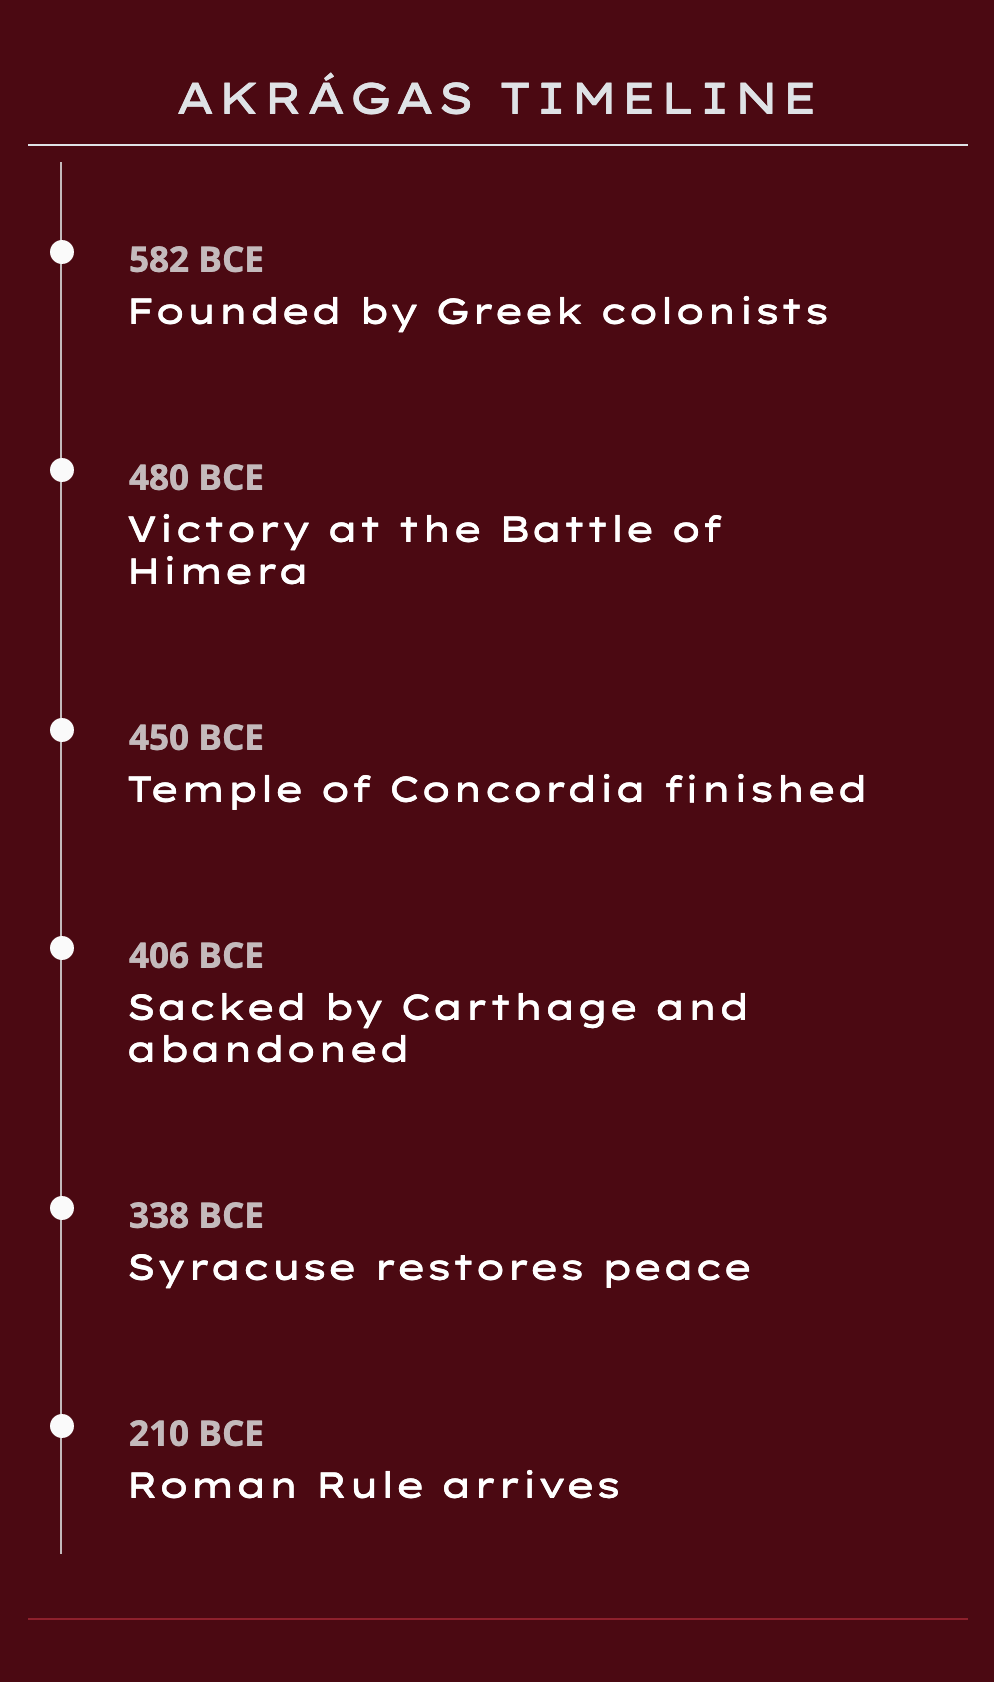 AKRÁGAS TIMELINE
582 BCE
Founded by Greek colonists
480 BCE
Victory at the Battle of
Himera
450 BCE
Temple of Concordia finished
406 BCE
Sacked by Carthage and
abandoned
338 BCE
Syracuse restores peace
210 BCE
Roman Rule arrives